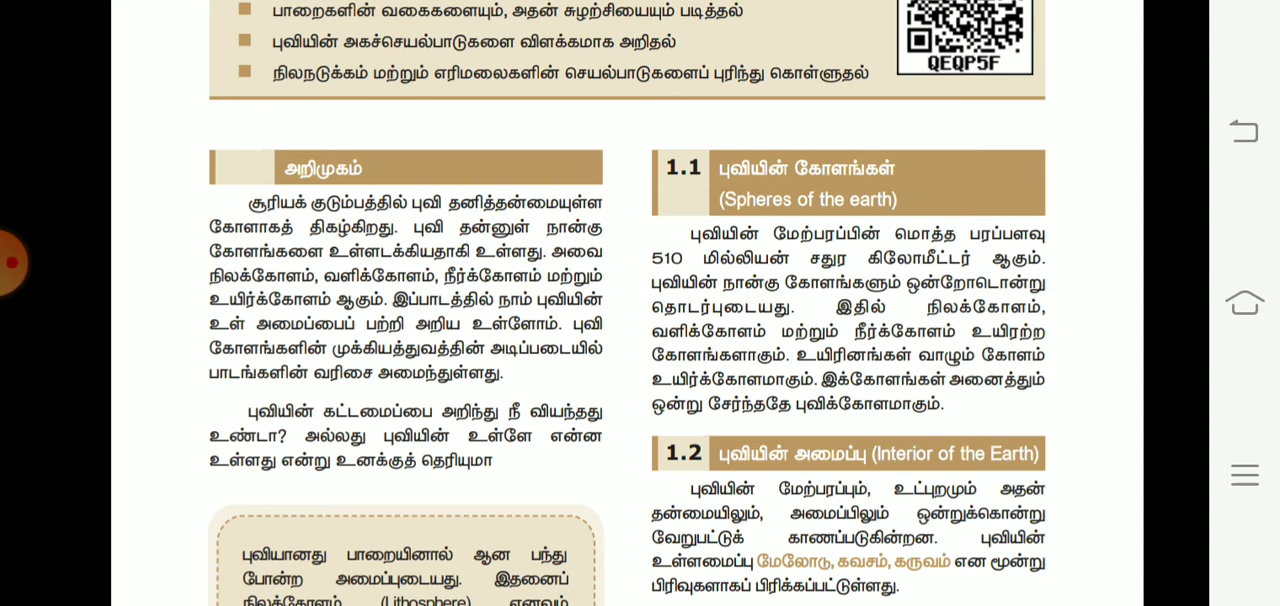 பாறைகளின் வகைகளையும், அதன் சுழற்சியையும் படித்தல்
புவியின் அகச்செயல்பாடுகளை விளக்கமாக அறிதல்
நிலநடுக்கம் மற்றும் எரிமலைகளின் செயல்பாடுகளைப் புரிந்து கொள்ளுதல்
QEQP5F
அறிமுகம்
சூரியக் குடும்பத்தில் புவி தனித்தன்மையுள்ள
கோளாகத் திகழ்கிறது. புவி தன்னுள் நான்கு
கோளங்களை உள்ளடக்கியதாகி உள்ளது. அவை
நிலக்கோளம், வளிக்கோளம், நீர்க்கோளம் மற்றும்
உயிர்க்கோளம் ஆகும். இப்பாடத்தில் நாம் புவியின்
உள் அமைப்பைப் பற்றி அறிய உள்ளோம். புவி
கோளங்களின் முக்கியத்துவத்தின் அடிப்படையில்
பாடங்களின் வரிசை அமைந்துள்ளது.
புவியின் கட்டமைப்பை அறிந்து நீ வியந்தது
உண்டா? அல்லது புவியின் உள்ளே என்ன
உள்ளது என்று உனக்குத் தெரியுமா
புவியானது பாறையினால் ஆன பந்து
போன்ற அமைப்புடையது. இதனைப்
நிலக்கோளம் (Lithosphere) எனவும்
1.1 புவியின் கோளங்கள்
(Spheres of the earth)
புவியின் மேற்பரப்பின் மொத்த பரப்பளவு
510 மில்லியன் சதுர கிலோமீட்டர் ஆகும்.
புவியின் நான்கு கோளங்களும் ஒன்றோடொன்று
தொடர்புடையது. இதில் நிலக்கோளம்,
வளிக்கோளம் மற்றும் நீர்க்கோளம் உயிரற்ற
கோளங்களாகும். உயிரினங்கள் வாழும் கோளம்
உயிர்க்கோளமாகும். இக்கோளங்கள் அனைத்தும்
ஒன்று சேர்ந்ததே புவிக்கோளமாகும்.
1.2 புவியின் அமைப்பு (Interior of the Earth)
புவியின் மேற்பரப்பும், உட்புறமும் அதன்
தன்மையிலும், அமைப்பிலும் ஒன்றுக்கொன்று
வேறுபட்டுக் காணப்படுகின்றன. புவியின்
உள்ளமைப்பு மேலோடு, கவசம், கருவம் என மூன்று
பிரிவுகளாகப் பிரிக்கப்பட்டுள்ளது.